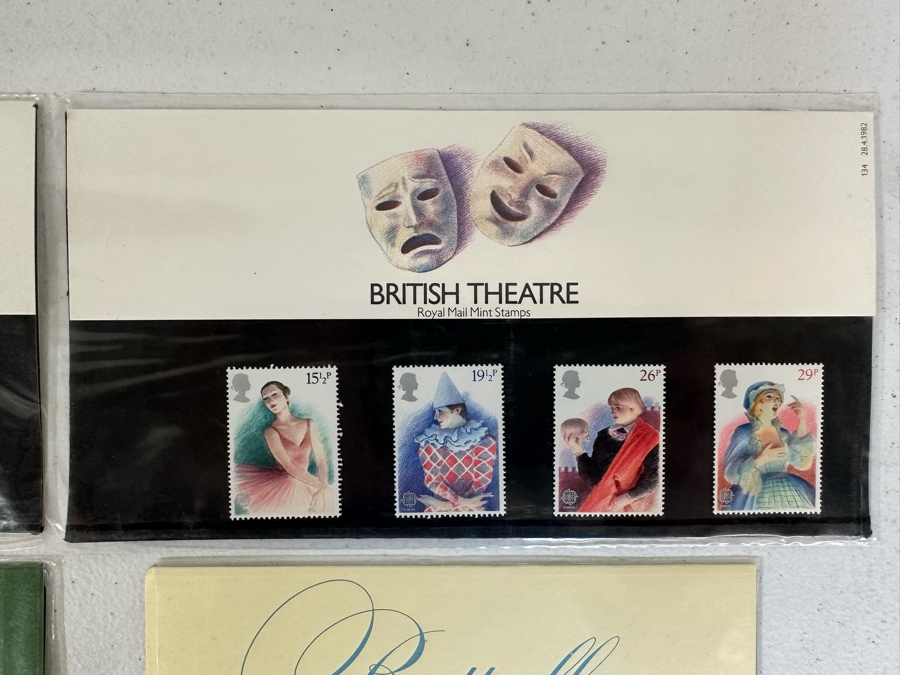 134 28.4.1982
BRITISH THEATRE
Royal Mail Mint Stamps
15½P
19½P
26P
29P